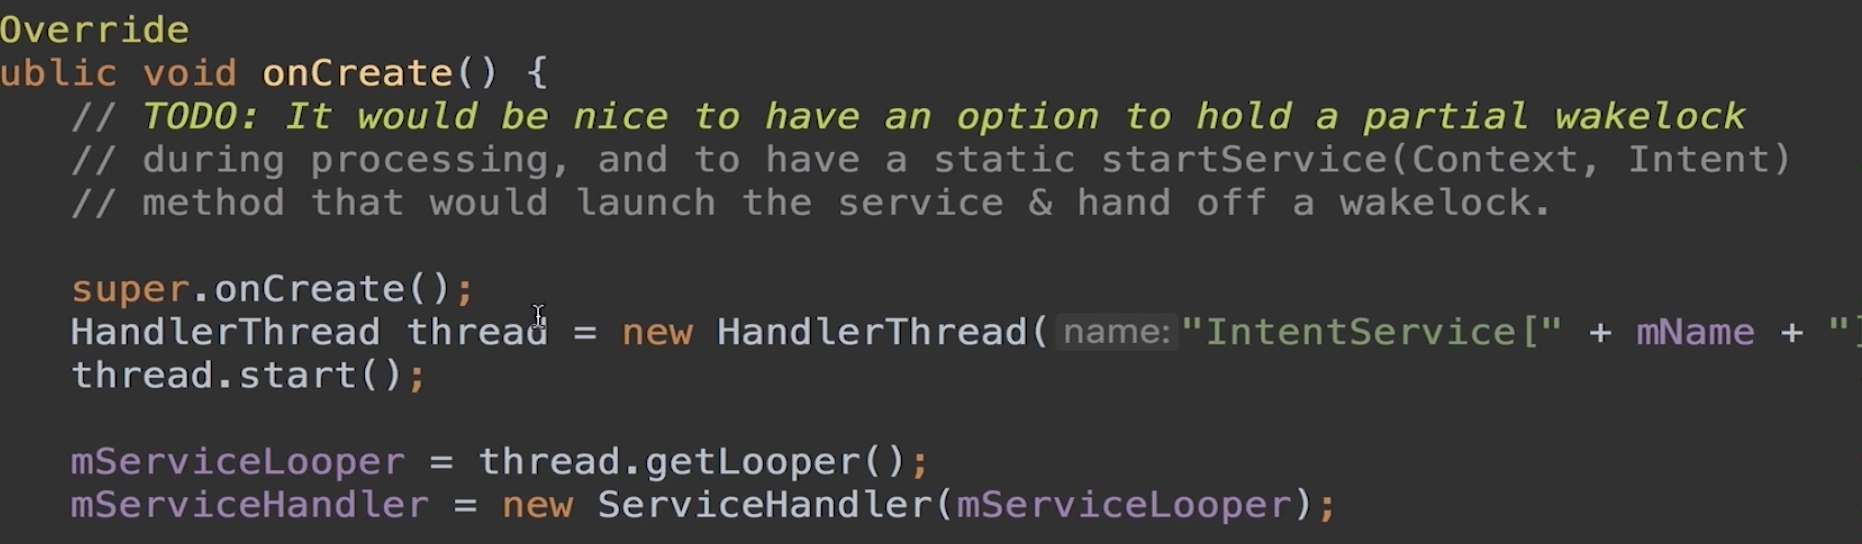 Override
ublic void onCreate() {
// TODO: It would be nice to have an option to hold a partial wakelock
// during processing, and to have a static startService(Context, Intent)
// method that would launch the service & hand off a wakelock.
super.onCreate();
HandlerThread thread = new HandlerThread( name: "IntentService[" + mName + "]
thread.start();
mServiceLooper = thread.getLooper();
mServiceHandler = new ServiceHandler(mServiceLooper);